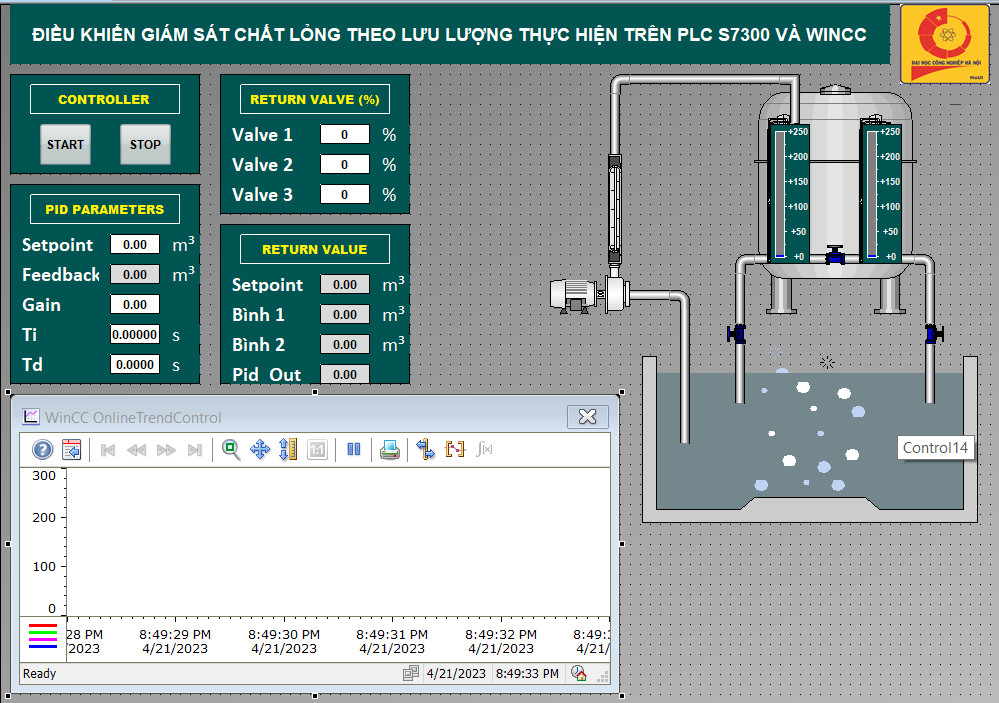 ĐIỀU KHIỂN GIÁM SÁT CHẤT LỎNG THEO LƯU LƯỢNG THỰC HIỆN TRÊN PLC S7300 VÀ WINCC
ĐẠI HỌC CÔNG NGHIỆP HÀ NỘI
HaUI
CONTROLLER
START STOP
PID PARAMETERS
Setpoint 0.00 m³
Feedback 0.00 m³
Gain 0.00
Ti 0.00000 s
Td 0.0000 s
RETURN VALVE (%)
Valve 1 0 %
Valve 2 0 %
Valve 3 0 %
RETURN VALUE
Setpoint 0.00 m³
Bình 1 0.00 m³
Bình 2 0.00 m³
Pid_Out 0.00
+250 +250
+200 +200
+150 +150
+100 +100
+50 +50
+0 +0
Control14
WinCC OnlineTrendControl
300
200
100
0
28 PM 8:49:29 PM 8:49:30 PM 8:49:31 PM 8:49:32 PM 8:49:3
/2023 4/21/2023 4/21/2023 4/21/2023 4/21/2023 4/21/
Ready 4/21/2023 8:49:33 PM